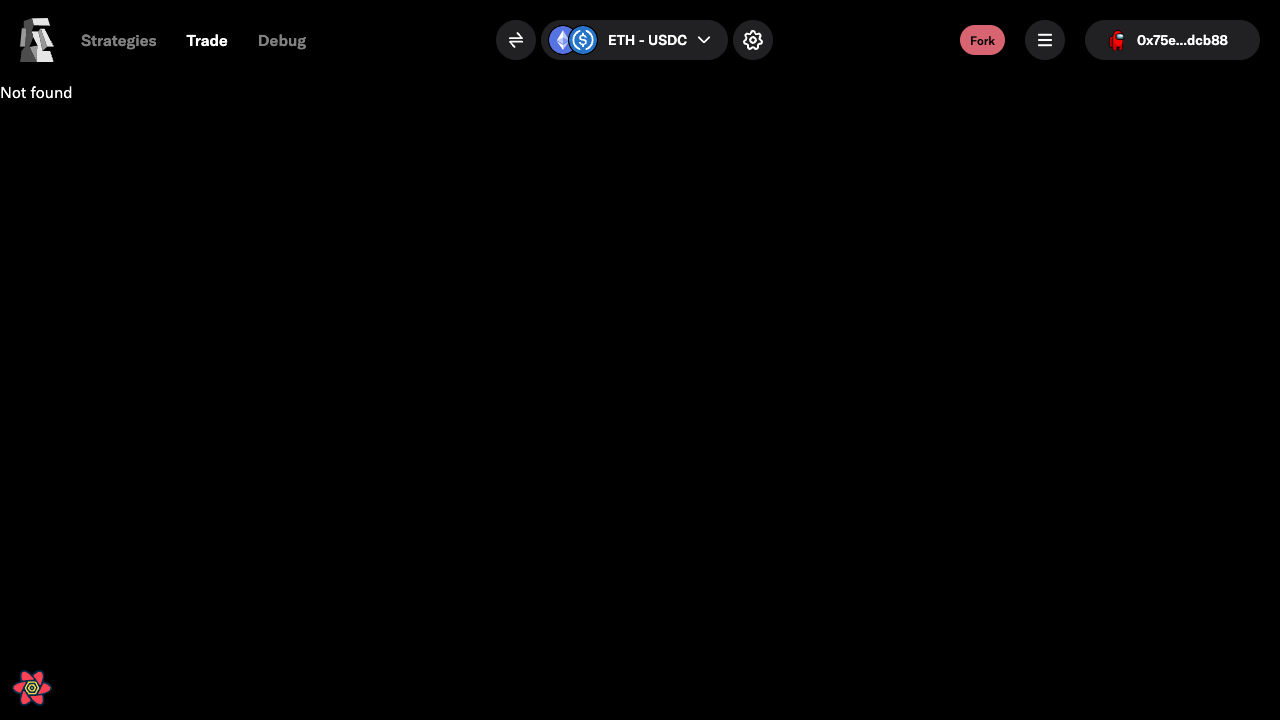 Strategies Trade Debug ETH - USDC Fork 0x75e...dcb88
Not found